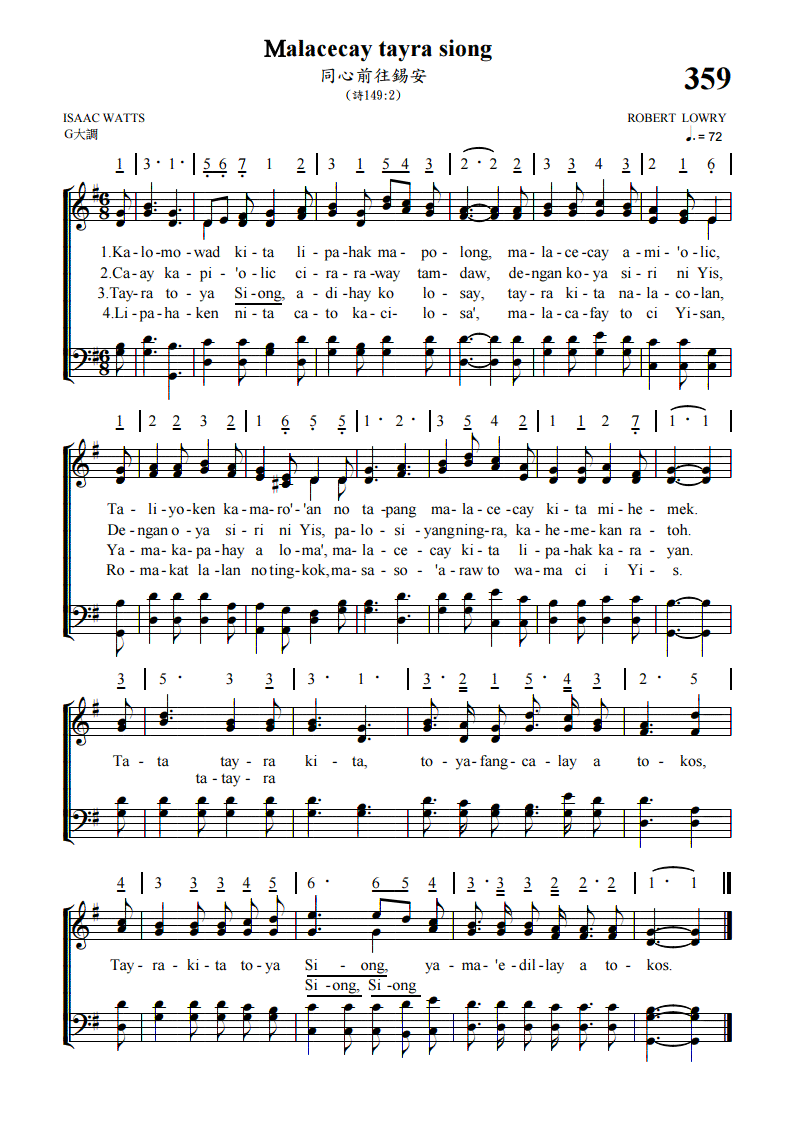 Malacecay tayra siong
同心前往錫安
359
(詩149:2)
ISAAC WATTS
ROBERT LOWRY
G大調
♩. = 72
1 | 3· 1· | 5 6 7 1 2 | 3 1 5 4 3 | 2· 2 2 | 3 3 4 3 | 2 1 6· |
1.Ka-lo-mo-wad ki-ta li-pa-hak ma-po-long, ma-la-ce-cay a-mi-'o-lic,
2.Ca-ay ka-pi-'o-lic ci-ra-ra-way tam-daw, de-ngan ko-ya si-ri ni Yis,
3.Tay-ra to-ya Si-ong, a-di-hay ko lo-say, tay-ra ki-ta na-la-co-lan,
4.Li-pa-ha-ken ni-ta ca-to ka-ci-lo-sa', ma-la-ca-fay to ci Yi-san,
1 | 2 2 3 2 | 1 6 5 5 | 1· 2· | 3 5 4 2 | 1 1 2 7 | 1· 1
Ta-li-yo-ken ka-ma-ro'-'an no ta-pang ma-la-ce-cay ki-ta mi-he-mek.
De-ngan o-ya si-ri ni Yis, pa-lo-si-yang ning-ra, ka-he-me-kan ra-toh.
Ya-ma-ka-pa-hay a lo-ma', ma-la-ce-cay ki-ta li-pa-hak ka-ra-yan.
Ro-ma-kat la-lan no ting-kok, ma-sa-so-'a-raw to wa-ma ci i Yi-s.
3 | 5· 3 3 | 3· 1· | 3· 2 1 5· 4 3 | 2· 5
Ta-ta tay-ra ki-ta, to-ya-fang-ca-lay a to-kos,
ta-tay-ra
4 | 3 3 3 4 5 | 6· 6 5 4 | 3· 3 3 2 2· 2 | 1· 1
Tay-ra-ki-ta to-ya Si-ong, ya-ma-'e-dil-lay a to-kos.
Si-ong, Si-ong